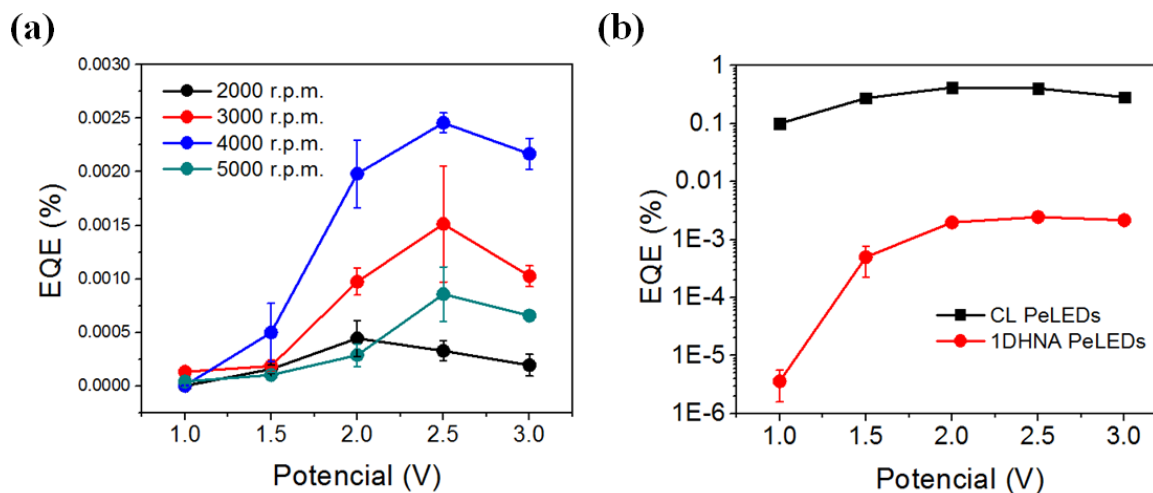 (a)
0.0030
0.0025
0.0020
0.0015
0.0010
0.0005
0.0000
EQE (%)
2000 r.p.m.
3000 r.p.m.
4000 r.p.m.
5000 r.p.m.
1.0 1.5 2.0 2.5 3.0
Potencial (V)
(b)
1
0.1
0.01
1E-3
1E-4
1E-5
1E-6
EQE (%)
CL PeLEDs
1DHNA PeLEDs
1.0 1.5 2.0 2.5 3.0
Potencial (V)